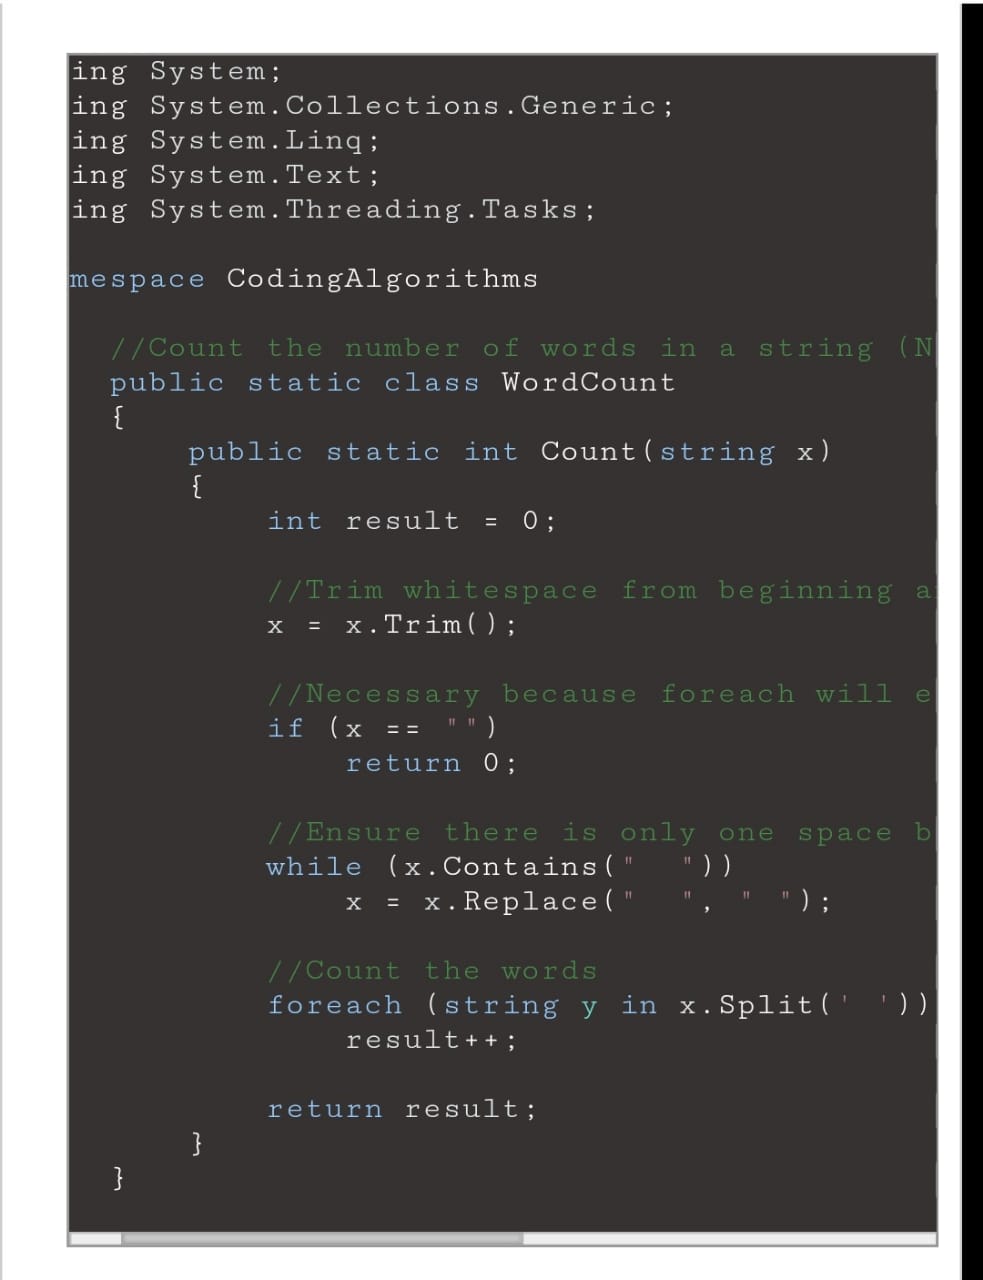 ing System;
ing System.Collections.Generic;
ing System.Linq;
ing System.Text;
ing System.Threading.Tasks;
mespace CodingAlgorithms
//Count the number of words in a string (N
public static class WordCount
{
public static int Count(string x)
{
int result = 0;
//Trim whitespace from beginning a
x = x.Trim();
//Necessary because foreach will e
if (x == "")
return 0;
//Ensure there is only one space b
while (x.Contains("  "))
x = x.Replace("  ", " ");
//Count the words
foreach (string y in x.Split(' '))
result++;
return result;
}
}